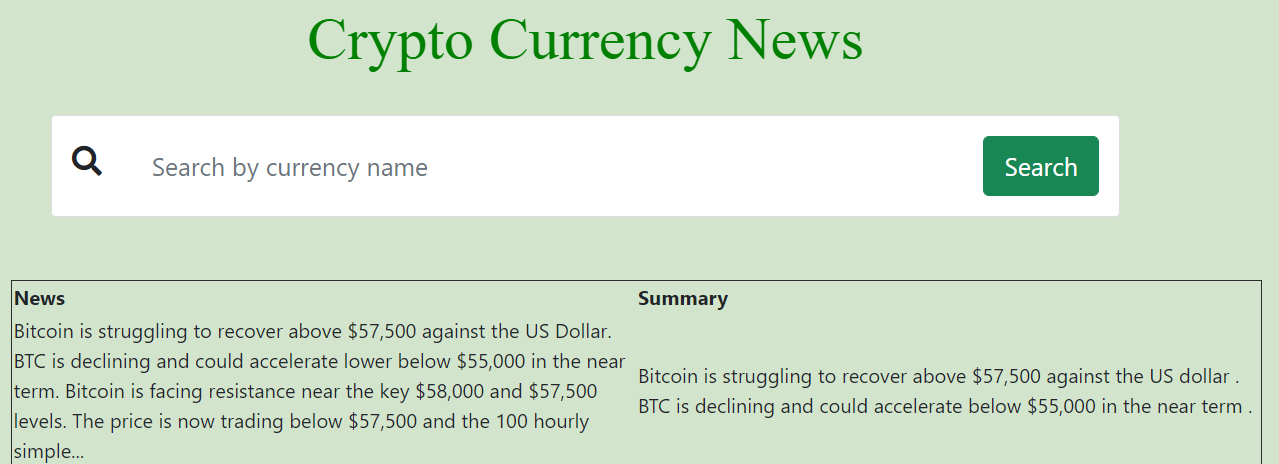 Crypto Currency News
Search by currency name
Search
News
Summary
Bitcoin is struggling to recover above $57,500 against the US Dollar.
BTC is declining and could accelerate lower below $55,000 in the near
term. Bitcoin is facing resistance near the key $58,000 and $57,500
levels. The price is now trading below $57,500 and the 100 hourly
simple...
Bitcoin is struggling to recover above $57,500 against the US dollar .
BTC is declining and could accelerate below $55,000 in the near term .